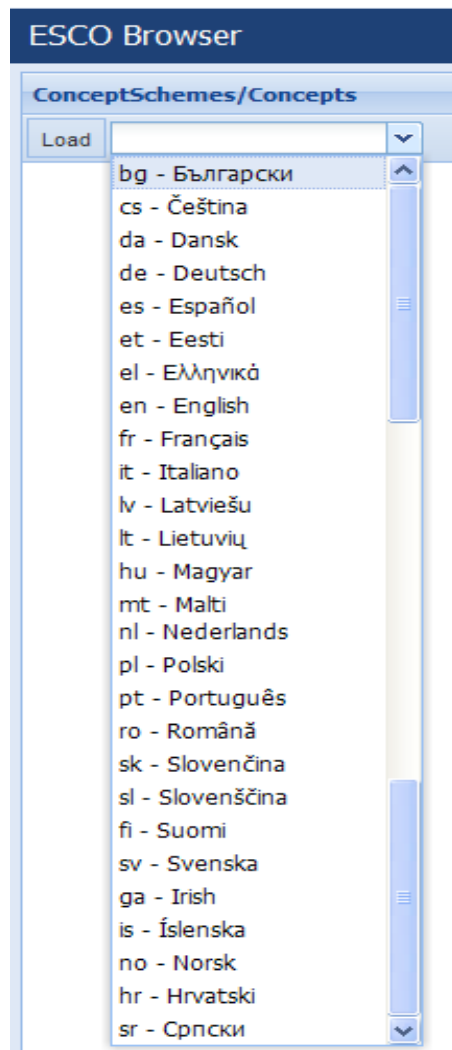 ESCO Browser
ConceptSchemes/Concepts
Load
bg - Български
cs - Čeština
da - Dansk
de - Deutsch
es - Español
et - Eesti
el - Ελληνικά
en - English
fr - Français
it - Italiano
lv - Latviešu
lt - Lietuvių
hu - Magyar
mt - Malti
nl - Nederlands
pl - Polski
pt - Português
ro - Română
sk - Slovenčina
sl - Slovenščina
fi - Suomi
sv - Svenska
ga - Irish
is - Íslenska
no - Norsk
hr - Hrvatski
sr - Српски